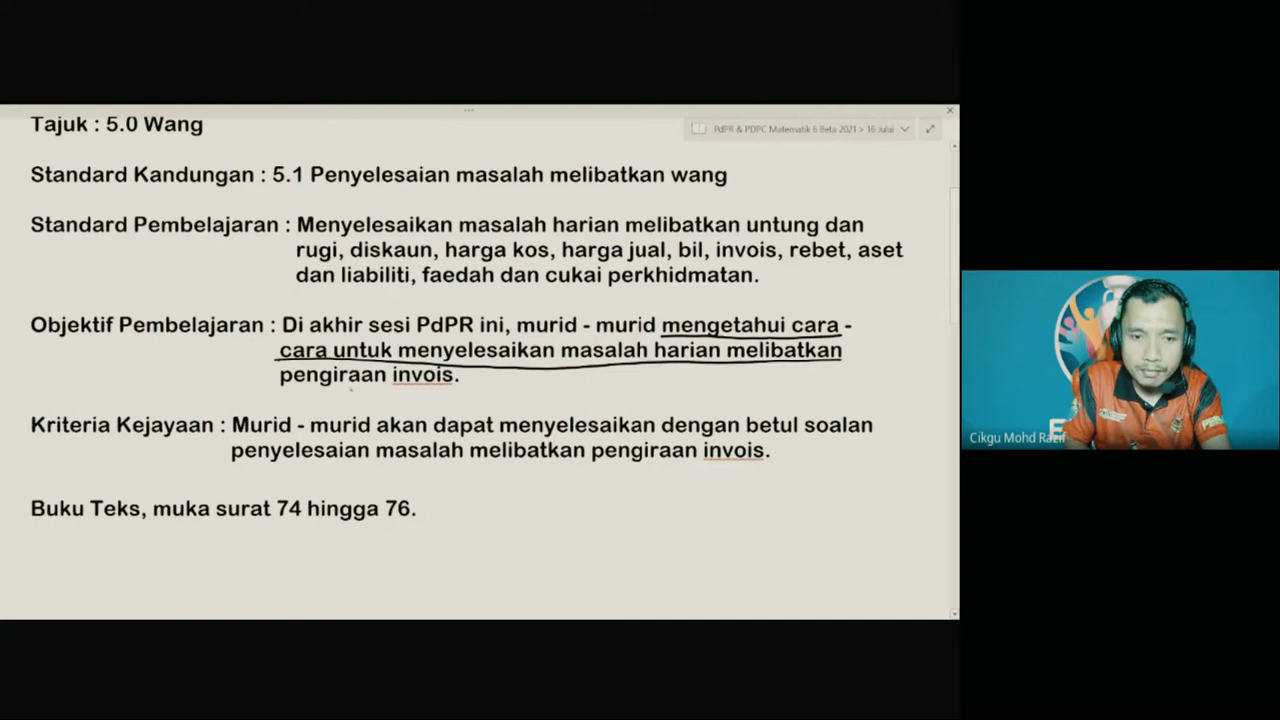 Tajuk : 5.0 Wang
PdPR & PDPC Matematik 6 Beta 2021 > 16 Julai
Standard Kandungan : 5.1 Penyelesaian masalah melibatkan wang
Standard Pembelajaran : Menyelesaikan masalah harian melibatkan untung dan
rugi, diskaun, harga kos, harga jual, bil, invois, rebet, aset
dan liabiliti, faedah dan cukai perkhidmatan.
Objektif Pembelajaran : Di akhir sesi PdPR ini, murid - murid mengetahui cara -
cara untuk menyelesaikan masalah harian melibatkan
pengiraan invois.
Kriteria Kejayaan : Murid - murid akan dapat menyelesaikan dengan betul soalan
penyelesaian masalah melibatkan pengiraan invois.
Buku Teks, muka surat 74 hingga 76.
Cikgu Mohd Razif